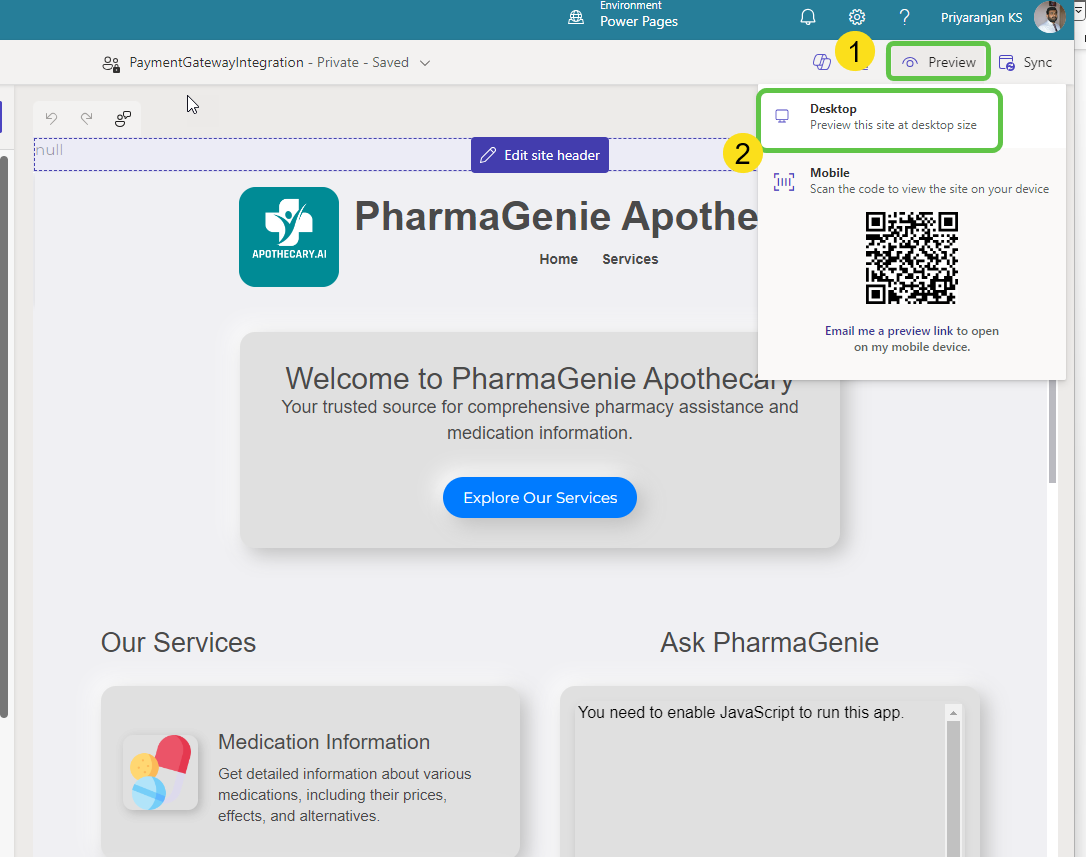 Environment
Power Pages
Priyaranjan KS
PaymentGatewayIntegration - Private - Saved
1
Preview
Sync
Desktop
Preview this site at desktop size
2
null
Edit site header
Mobile
Scan the code to view the site on your device
APOTHECARY.AI
PharmaGenie Apothe
Home
Services
Email me a preview link to open
on my mobile device.
Welcome to PharmaGenie Apothecary
Your trusted source for comprehensive pharmacy assistance and
medication information.
Explore Our Services
Our Services
Ask PharmaGenie
You need to enable JavaScript to run this app.
Medication Information
Get detailed information about various
medications, including their prices,
effects, and alternatives.